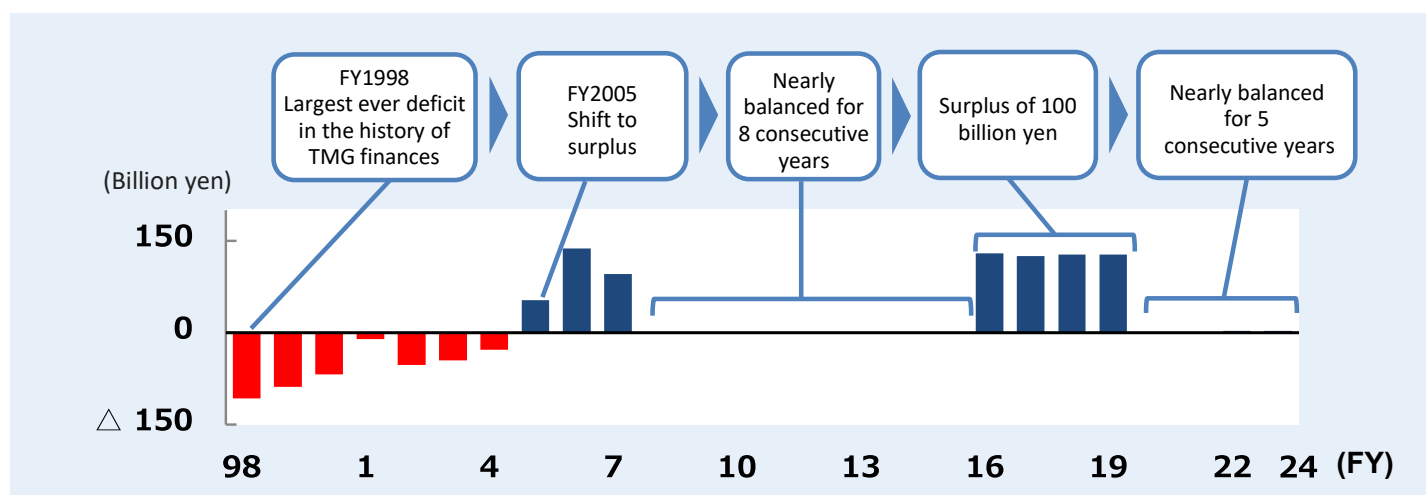 FY1998
Largest ever deficit
in the history of
TMG finances
FY2005
Shift to
surplus
Nearly
balanced for
8 consecutive
years
Surplus of 100
billion yen
Nearly balanced
for 5
consecutive years
(Billion yen)
150
0
△ 150
98 1 4 7 10 13 16 19 22 24 (FY)